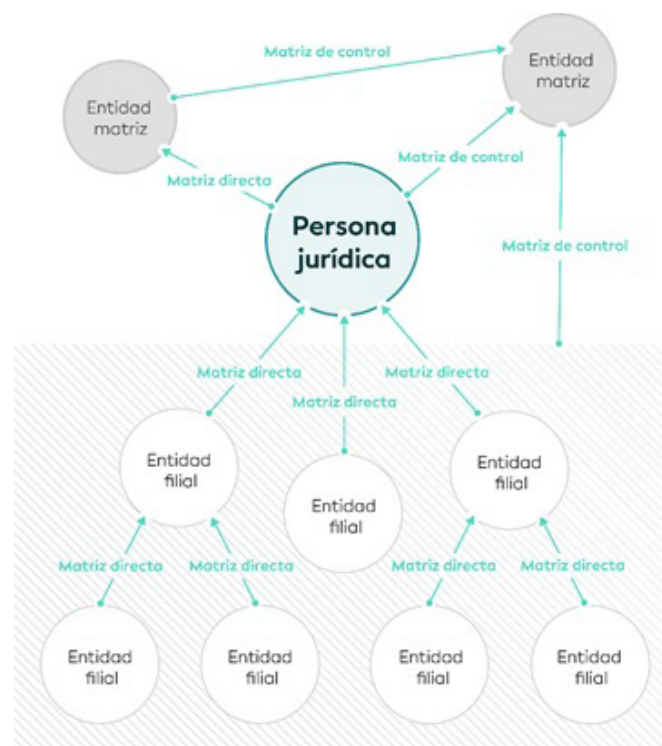 Matriz de control
Entidad
matriz
Entidad
matriz
Matriz de control
Matriz directa
Persona
jurídica
Matriz de control
Matriz directa
Matriz directa
Matriz directa
Entidad
filial
Entidad
filial
Entidad
filial
Matriz directa
Matriz directa
Matriz directa
Matriz directa
Entidad
filial
Entidad
filial
Entidad
filial
Entidad
filial